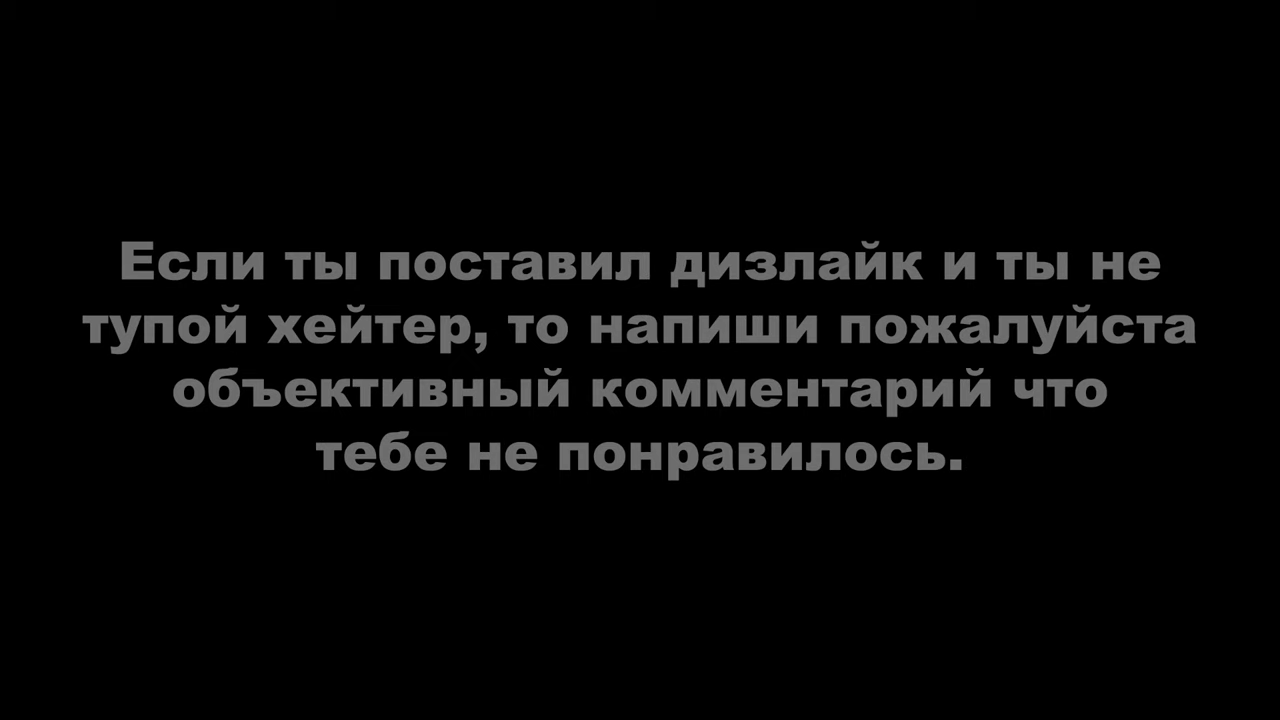 Если ты поставил дизлайк и ты не
тупой хейтер, то напиши пожалуйста
объективный комментарий что
тебе не понравилось.